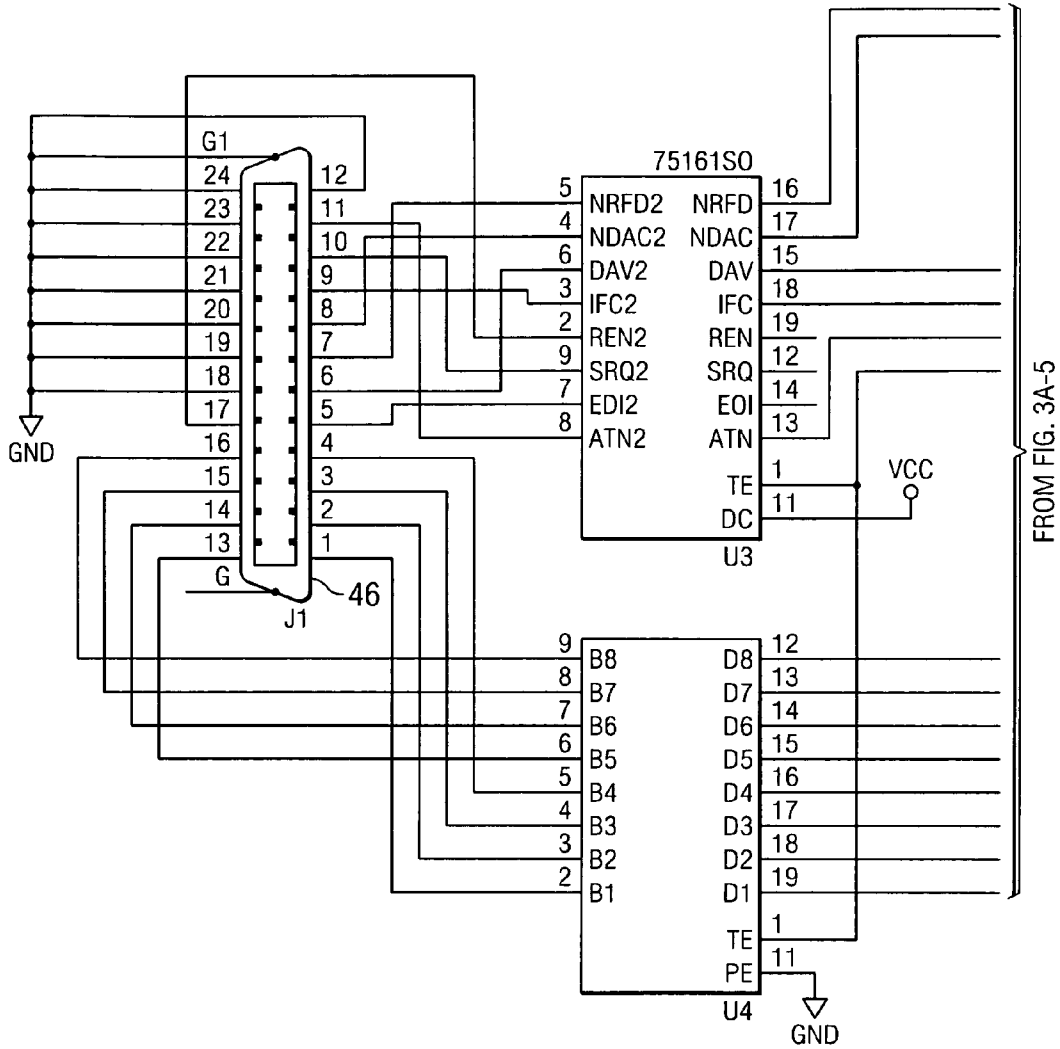 G1
24
23
22
21
20
19
18
17
16
15
14
13
G
12
11
10
9
8
7
6
5
4
3
2
1
GND
46
J1
75161SO
5 NRFD2 NRFD 16
4 NDAC2 NDAC 17
6 DAV2 DAV 15
3 IFC2 IFC 18
2 REN2 REN 19
9 SRQ2 SRQ 12
7 EDI2 EOI 14
8 ATN2 ATN 13
TE 1
DC 11
VCC
U3
9 B8 D8 12
8 B7 D7 13
7 B6 D6 14
6 B5 D5 15
5 B4 D4 16
4 B3 D3 17
3 B2 D2 18
2 B1 D1 19
TE 1
PE 11
U4
GND
FROM FIG. 3A-5